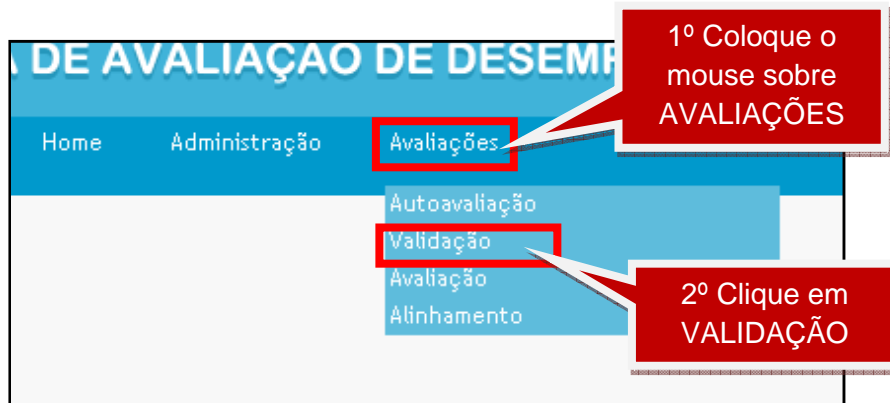 DE AVALIAÇAO DE DESEMP
1º Coloque o
mouse sobre
AVALIAÇÕES
Home Administração Avaliações
Autoavaliação
Validação
Avaliação
Alinhamento
2º Clique em
VALIDAÇÃO